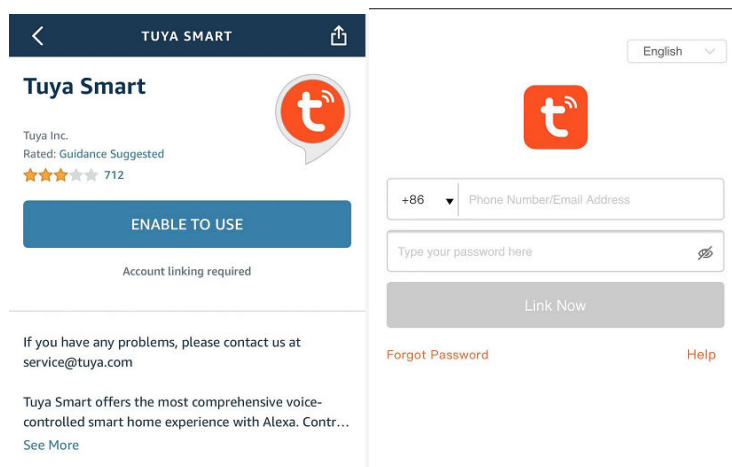 TUYA SMART
Tuya Smart
Tuya Inc.
Rated: Guidance Suggested
712
ENABLE TO USE
Account linking required
If you have any problems, please contact us at
service@tuya.com
Tuya Smart offers the most comprehensive voice-
controlled smart home experience with Alexa. Contr...
See More
English
+86
Phone Number/Email Address
Type your password here
Link Now
Forgot Password
Help